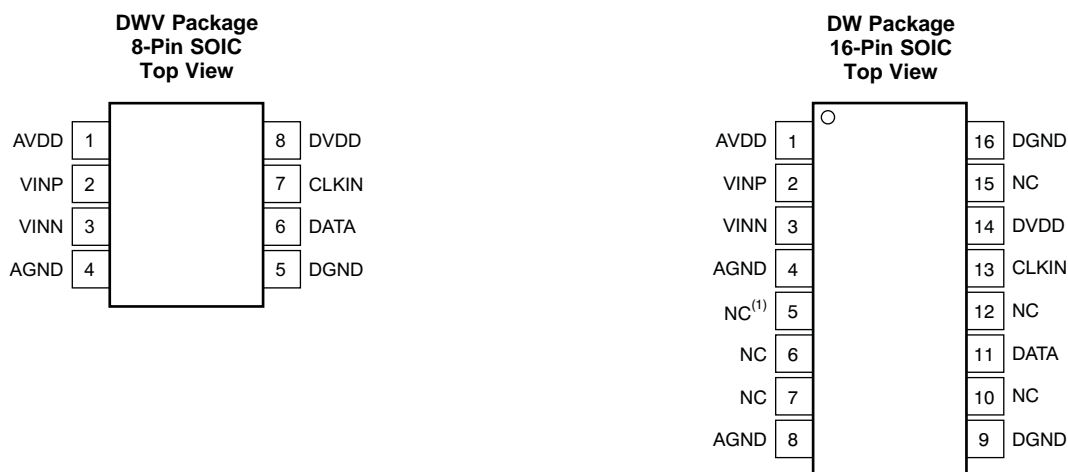 DWV Package
8-Pin SOIC
Top View
AVDD 1 8 DVDD
VINP 2 7 CLKIN
VINN 3 6 DATA
AGND 4 5 DGND
DW Package
16-Pin SOIC
Top View
AVDD 1 16 DGND
VINP 2 15 NC
VINN 3 14 DVDD
AGND 4 13 CLKIN
NC(1) 5 12 NC
NC 6 11 DATA
NC 7 10 NC
AGND 8 9 DGND